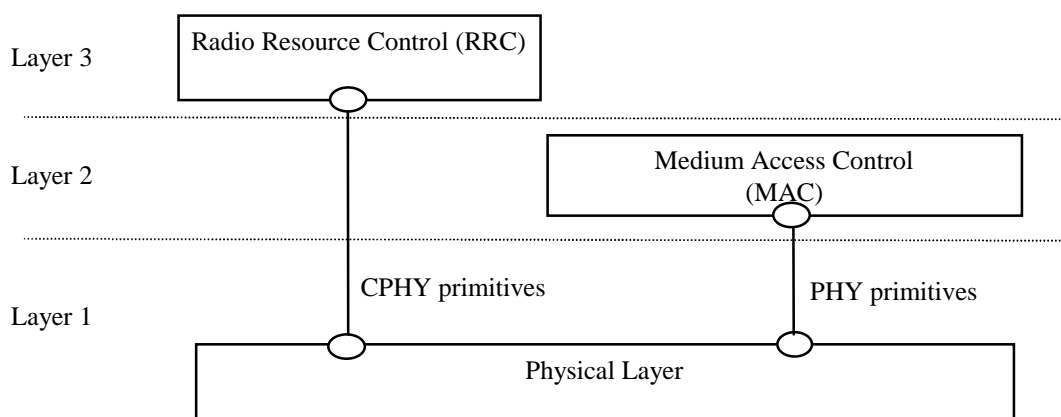 Radio Resource Control (RRC)
Layer 3
Medium Access Control
(MAC)
Layer 2
CPHY primitives
PHY primitives
Layer 1
Physical Layer